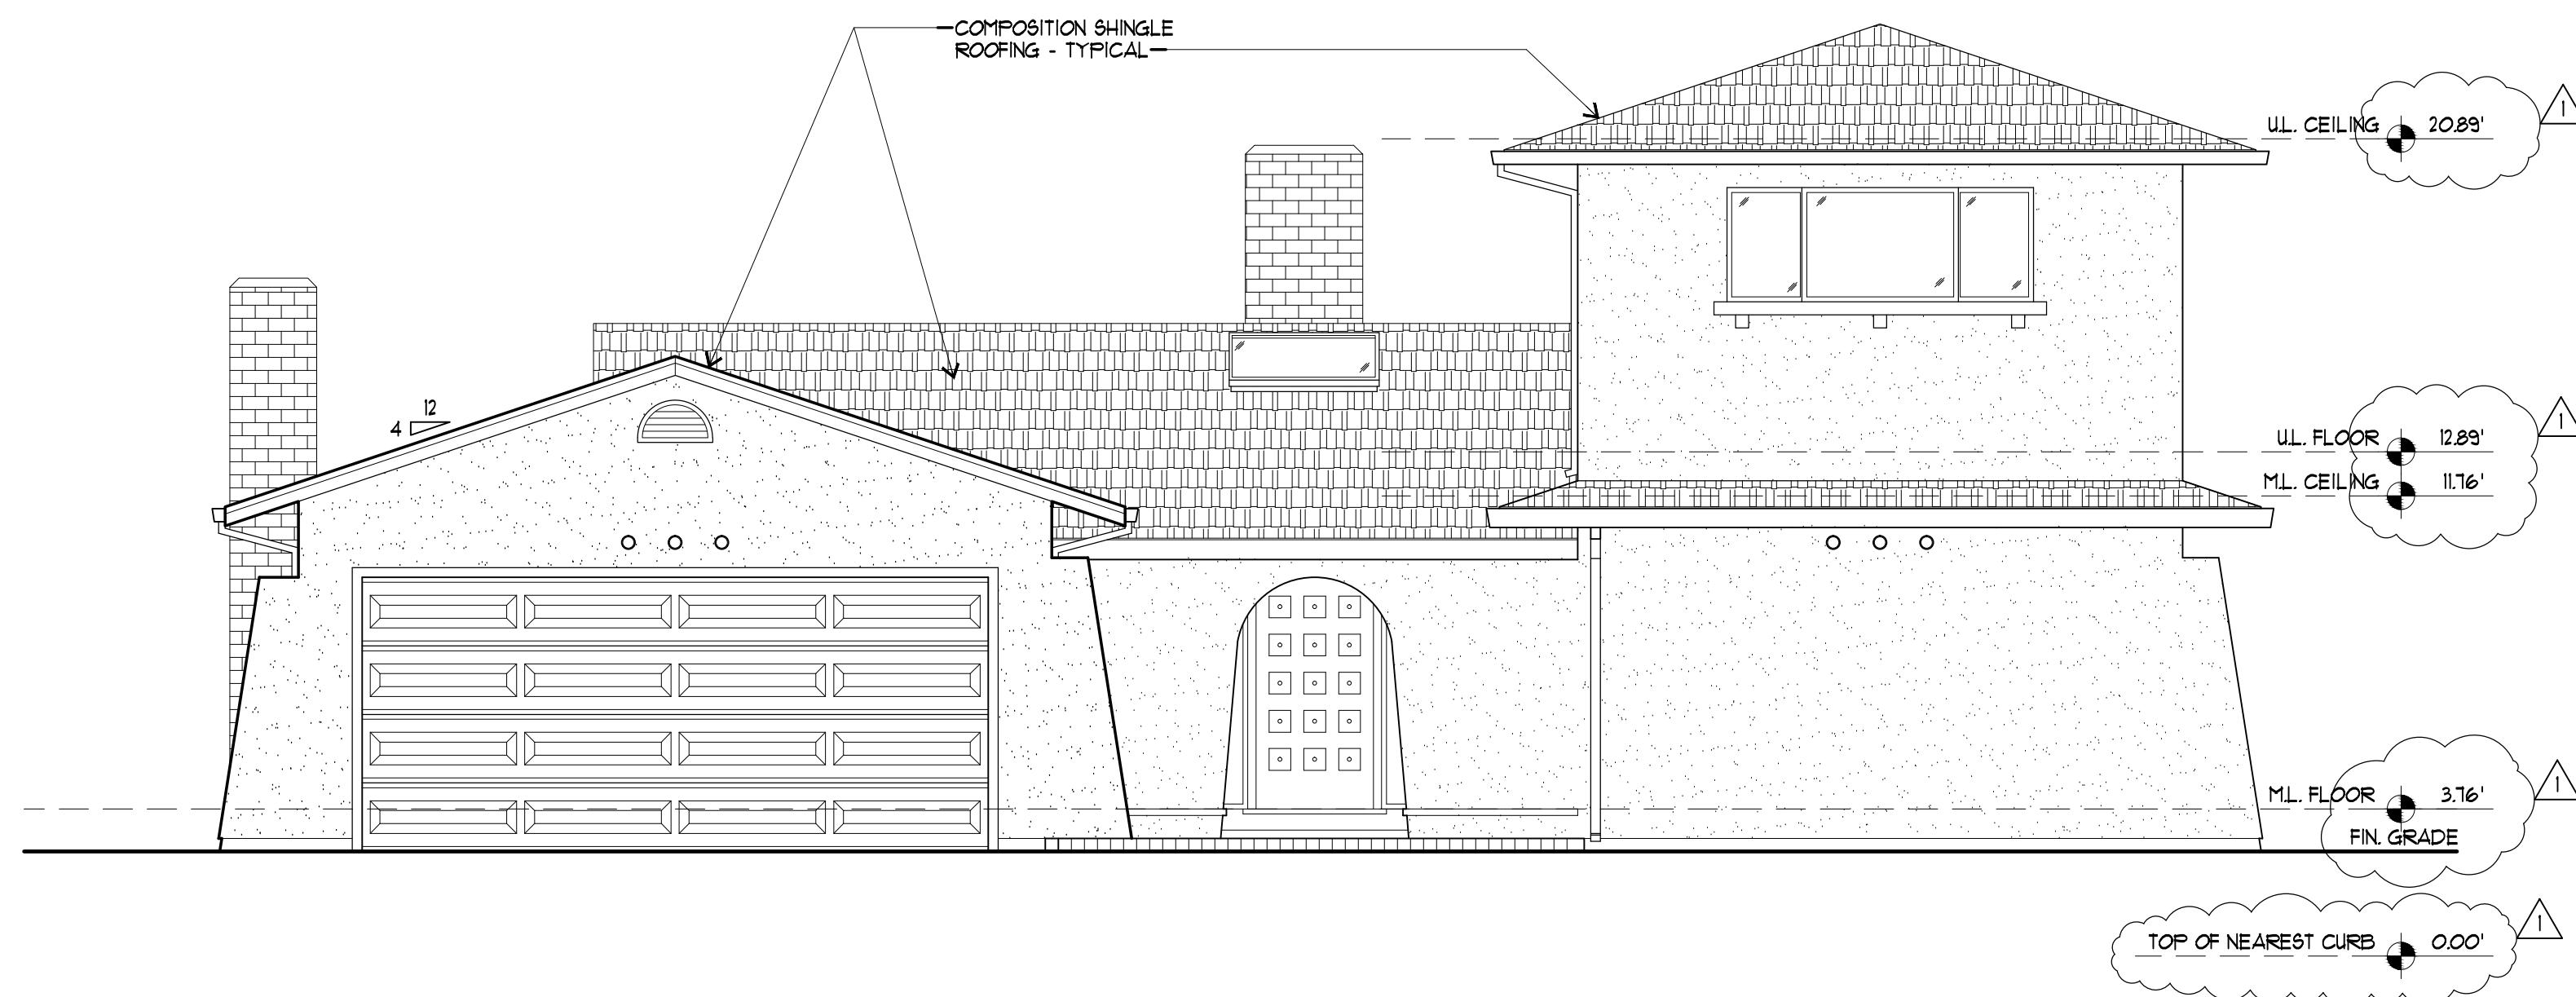 COMPOSITION SHINGLE
ROOFING - TYPICAL
1
U.L. CEILING 20.89'
12
4
1
U.L. FLOOR 12.89'
M.L. CEILING 11.76'
1
M.L. FLOOR 3.76'
FIN. GRADE
1
TOP OF NEAREST CURB 0.00'